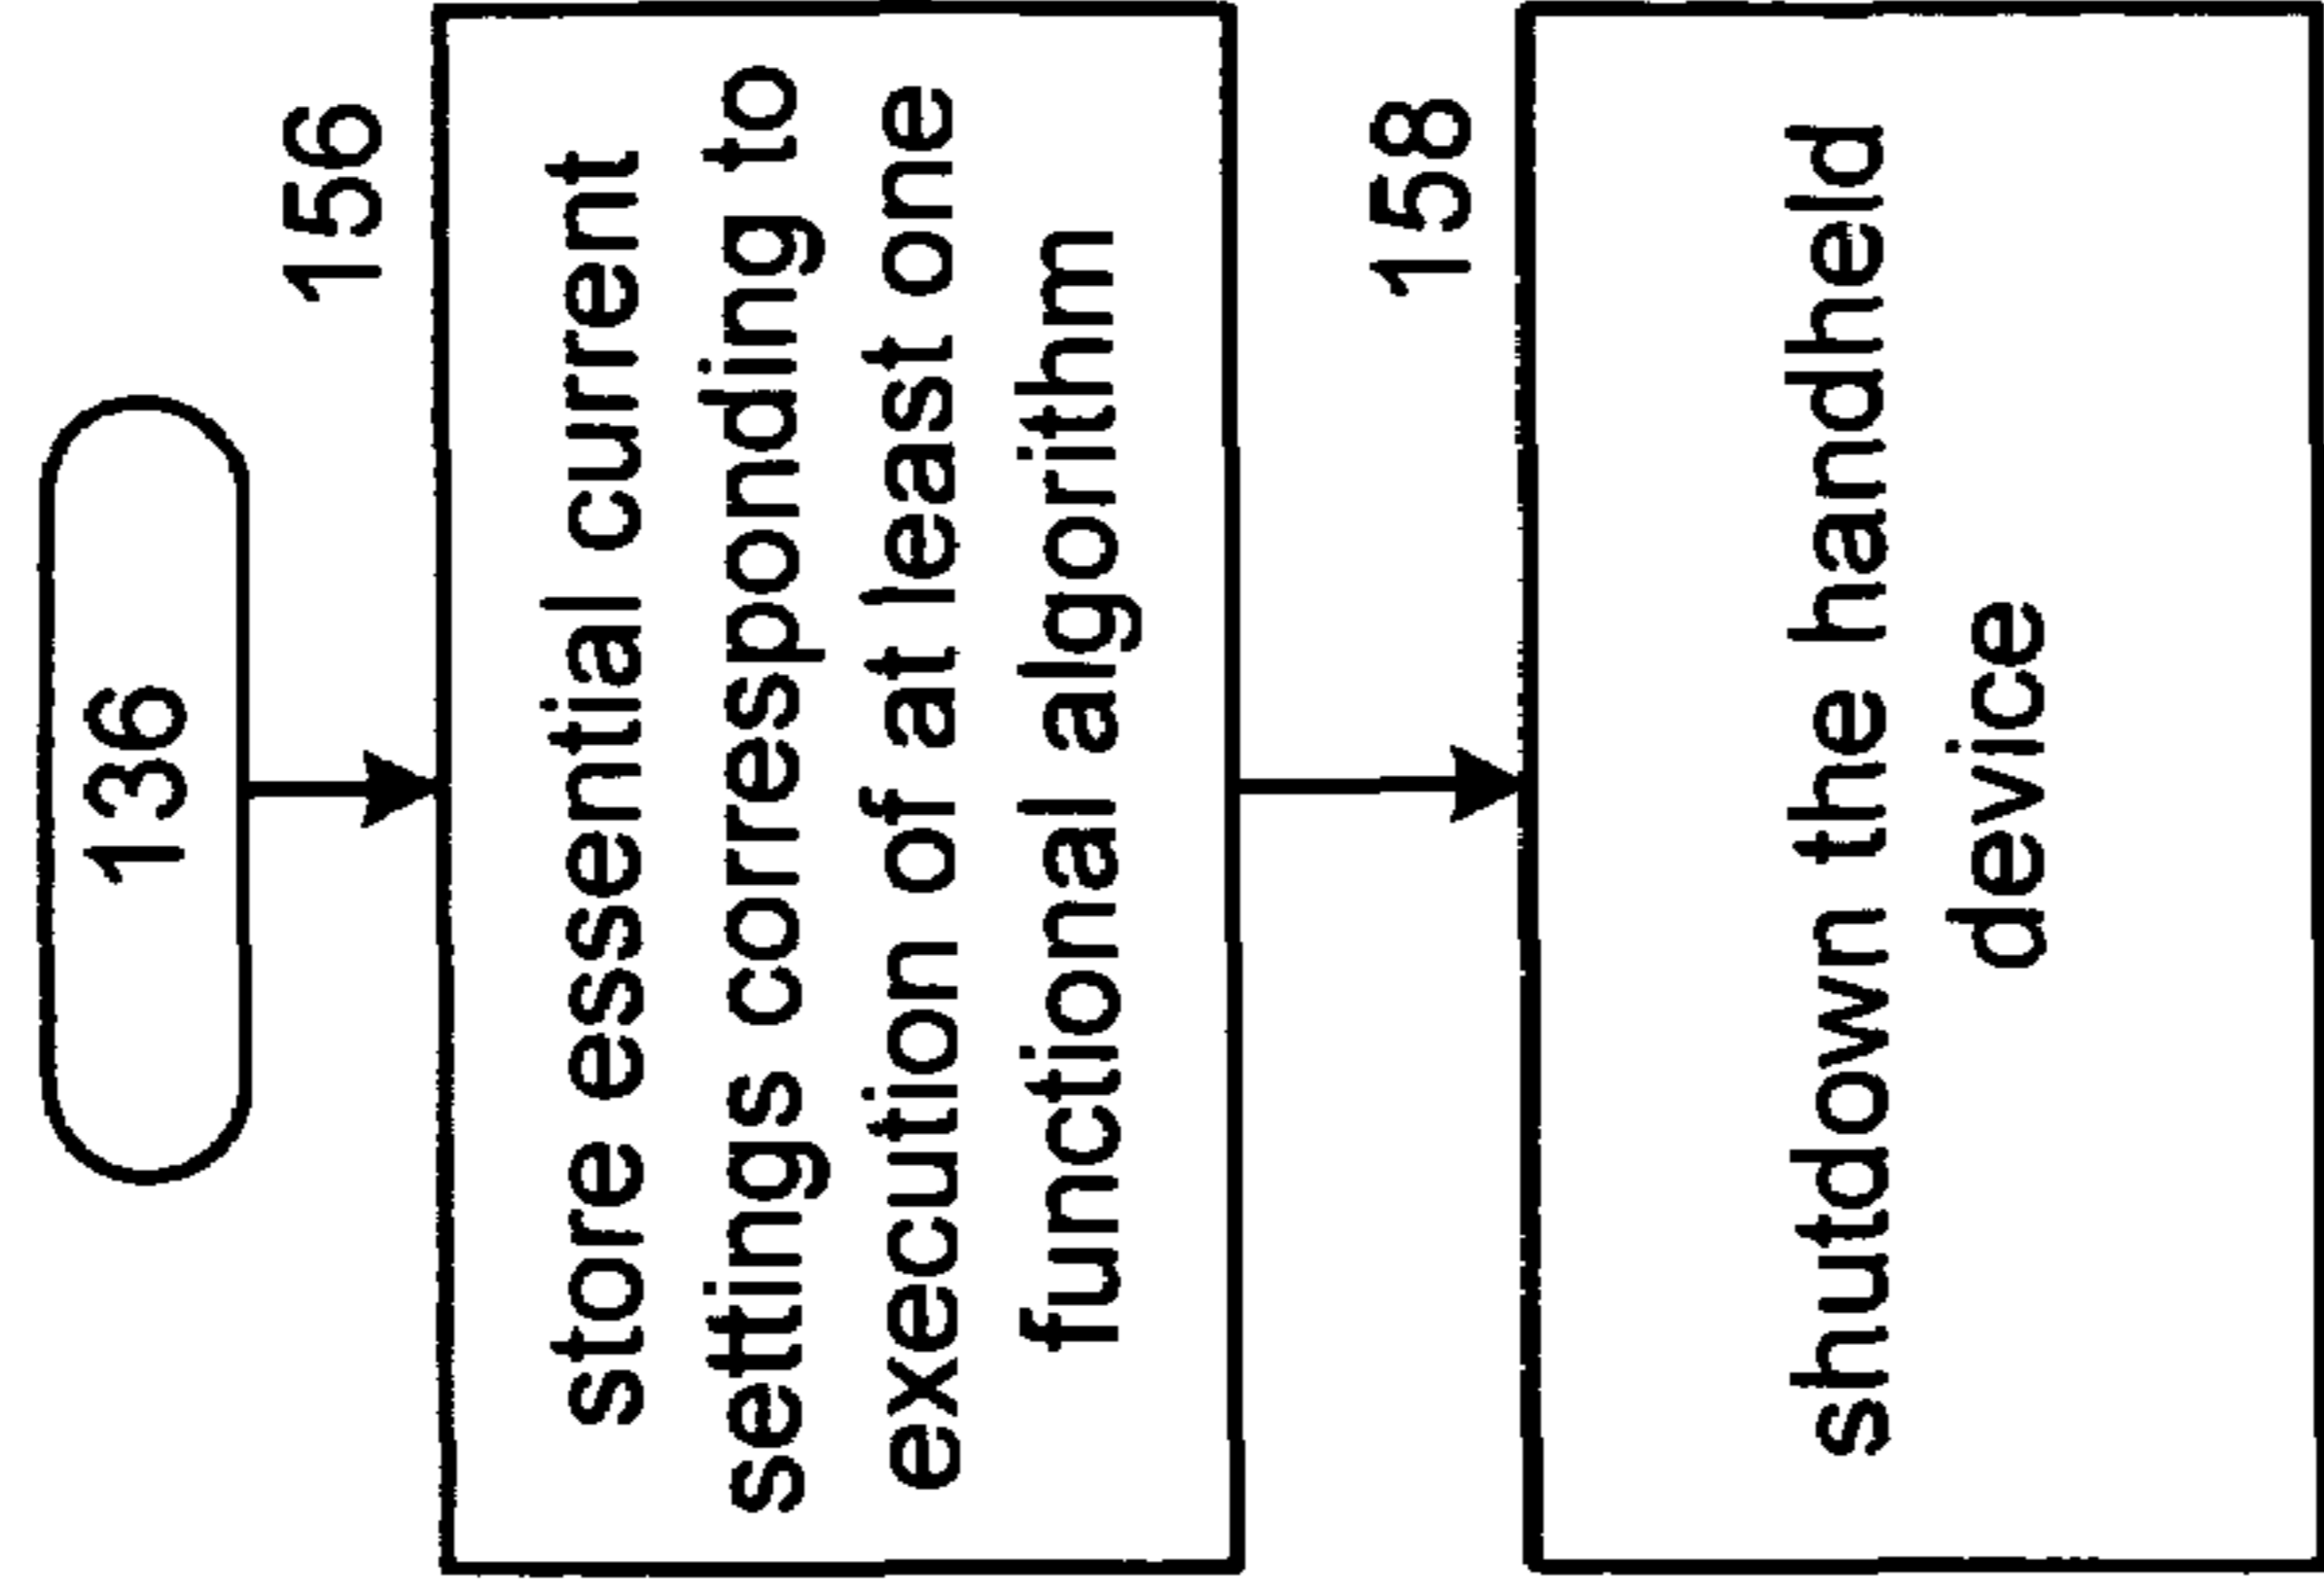 136
156
store essential current
settings corresponding to
execution of at least one
functional algorithm
158
shutdown the handheld
device